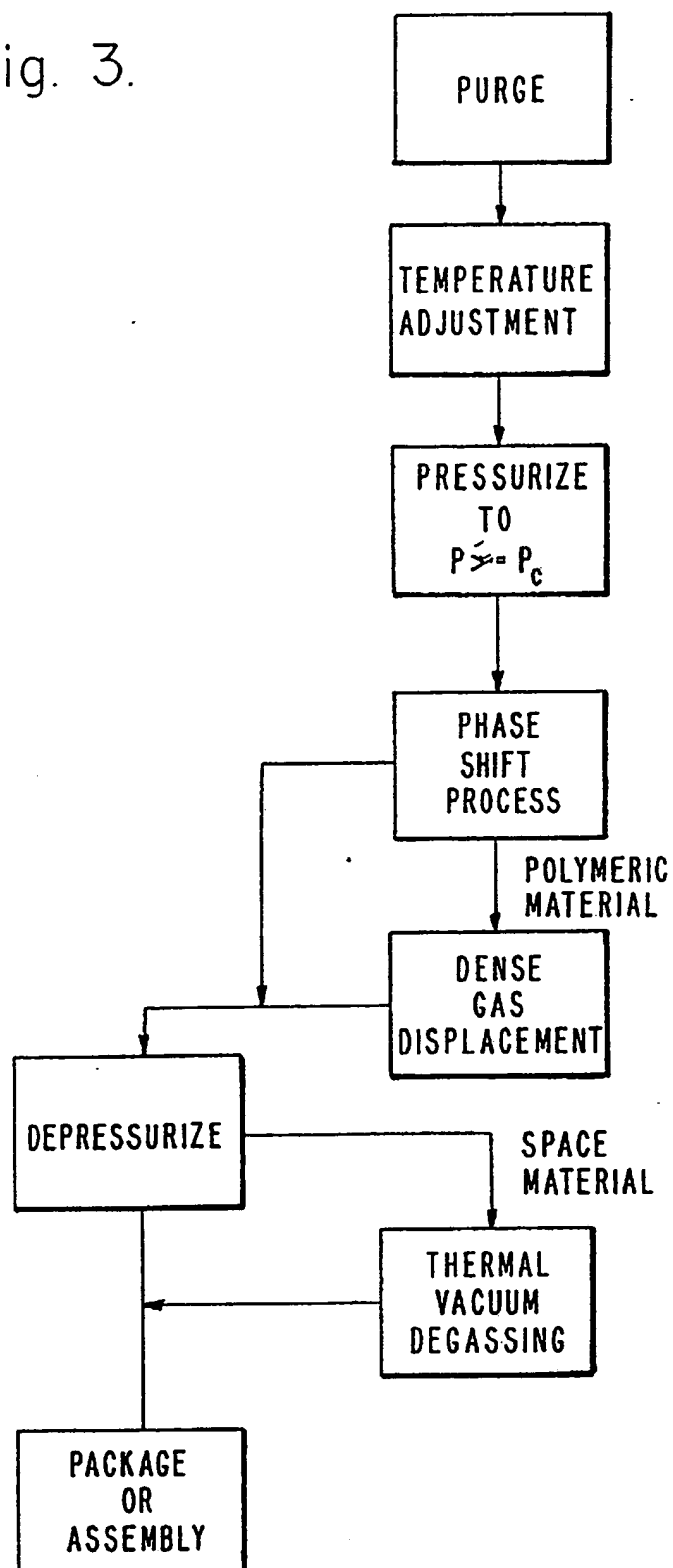 ig. 3.
PURGE
TEMPERATURE
ADJUSTMENT
PRESSURIZE
TO
P >= Pc
PHASE
SHIFT
PROCESS
POLYMERIC
MATERIAL
DENSE
GAS
DISPLACEMENT
DEPRESSURIZE
SPACE
MATERIAL
THERMAL
VACUUM
DEGASSING
PACKAGE
OR
ASSEMBLY